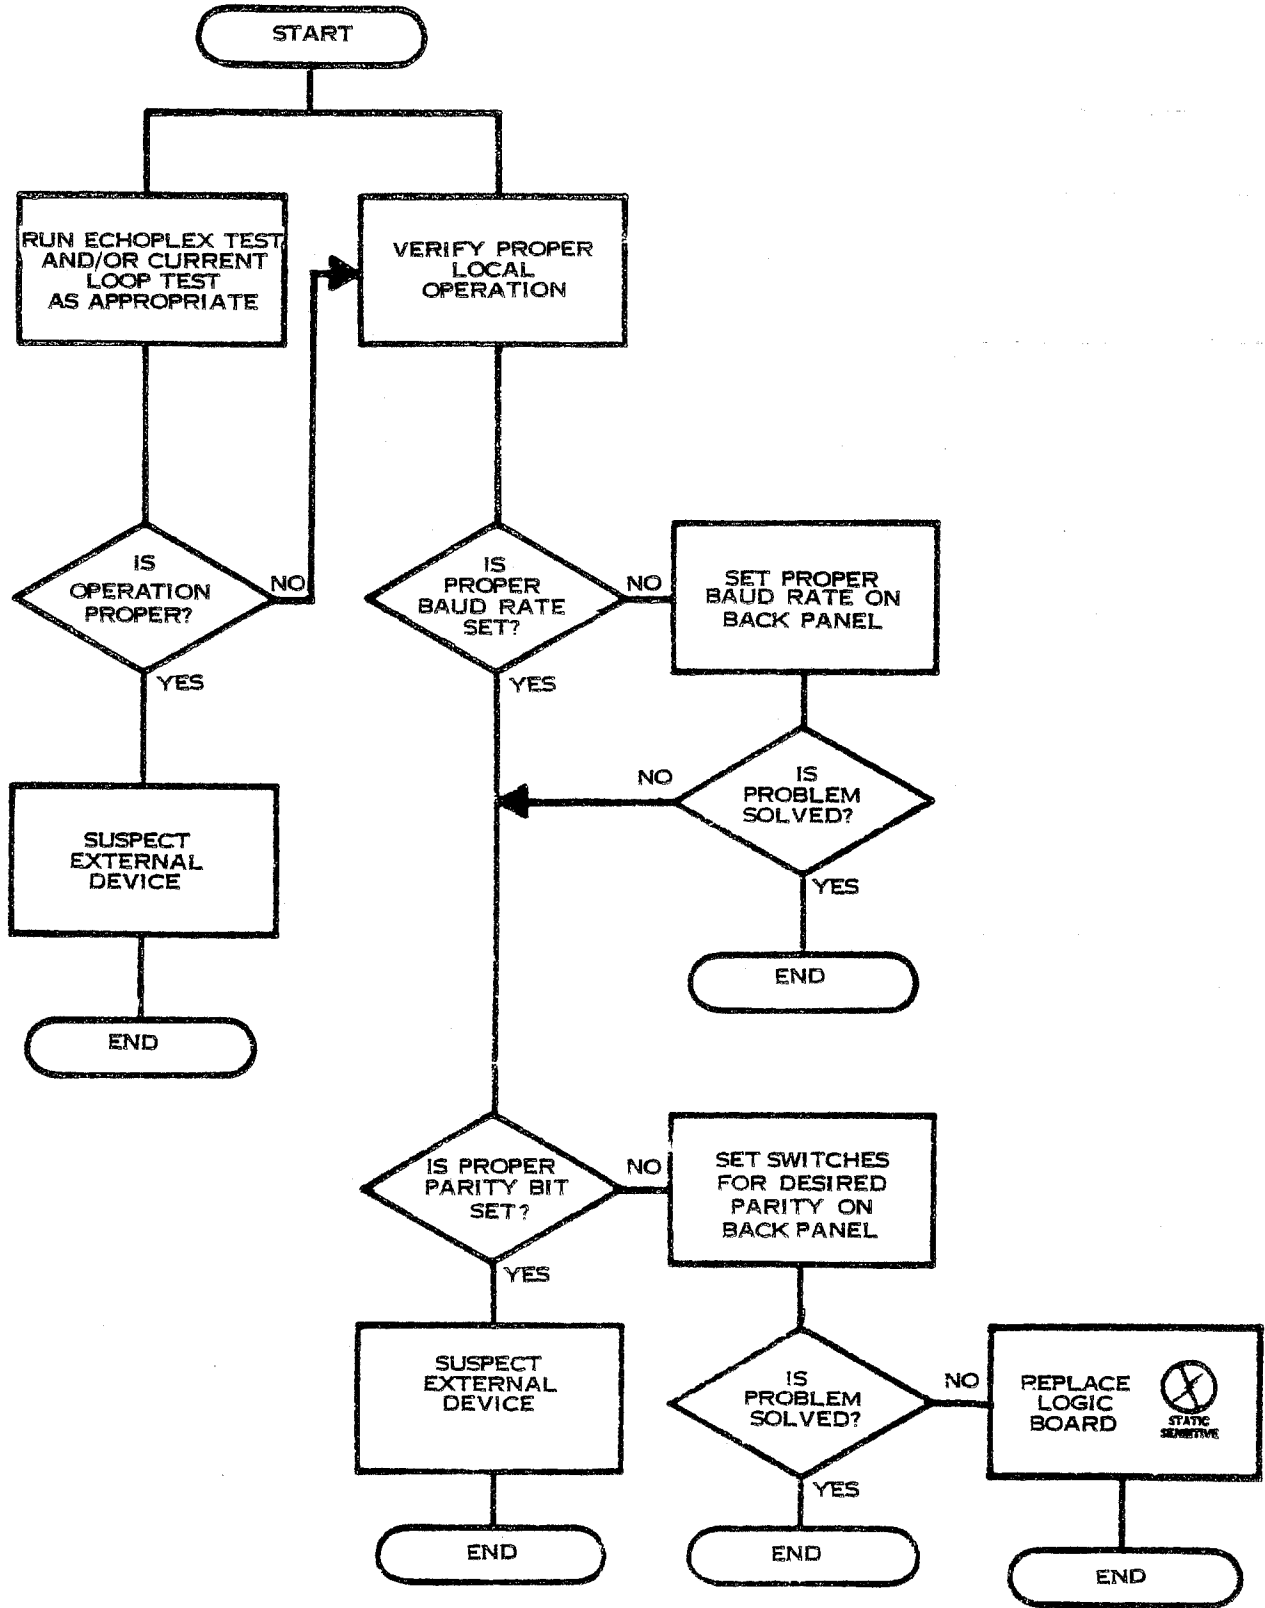 START
RUN ECHOPLEX TEST
AND/OR CURRENT
LOOP TEST
AS APPROPRIATE
VERIFY PROPER
LOCAL
OPERATION
IS
OPERATION
PROPER?
NO
YES
IS
PROPER
BAUD RATE
SET?
NO
YES
SET PROPER
BAUD RATE ON
BACK PANEL
IS
PROBLEM
SOLVED?
NO
YES
END
SUSPECT
EXTERNAL
DEVICE
END
IS PROPER
PARITY BIT
SET?
NO
YES
SET SWITCHES
FOR DESIRED
PARITY ON
BACK PANEL
SUSPECT
EXTERNAL
DEVICE
END
IS
PROBLEM
SOLVED?
NO
YES
END
REPLACE
LOGIC
BOARD
STATIC
SENSITIVE
END